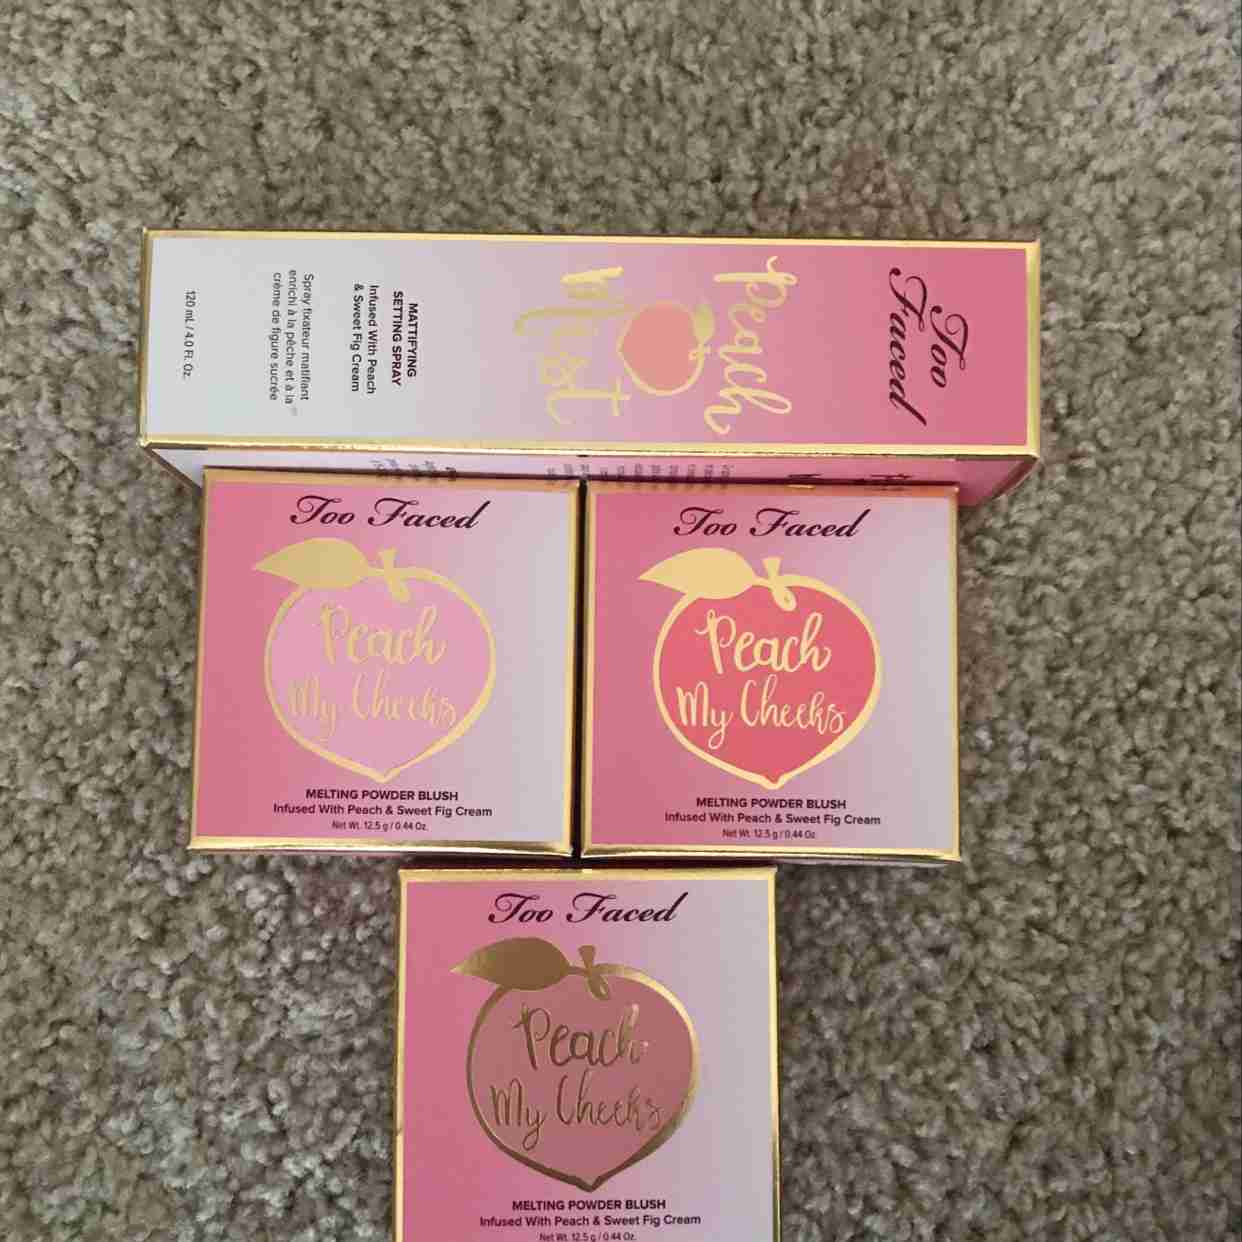 Too
Faced
Peach
Mist
MATTIFYING
SETTING SPRAY
Infused With Peach
& Sweet Fig Cream
Spray fixateur matifiant
enrichi à la pêche et à la
crème de figure sucrée
120 mL / 4.0 Fl. Oz.
Too Faced
Peach
My Cheeks
MELTING POWDER BLUSH
Infused With Peach & Sweet Fig Cream
Net Wt. 12.5 g / 0.44 Oz.
Too Faced
Peach
My Cheeks
MELTING POWDER BLUSH
Infused With Peach & Sweet Fig Cream
Net Wt. 12.5 g / 0.44 Oz.
Too Faced
Peach
My Cheeks
MELTING POWDER BLUSH
Infused With Peach & Sweet Fig Cream
Net Wt. 12.5 g / 0.44 Oz.